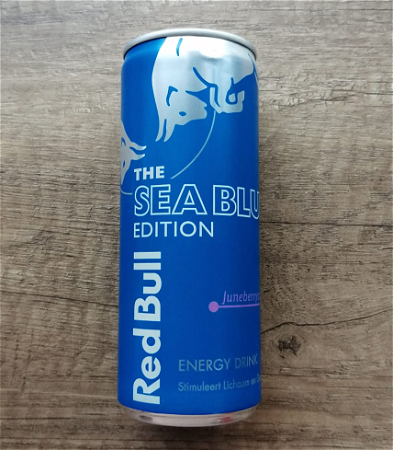 THE
SEA BLU
EDITION
Red Bull
Juneberry
ENERGY DRINK
Stimuleert Lichaam